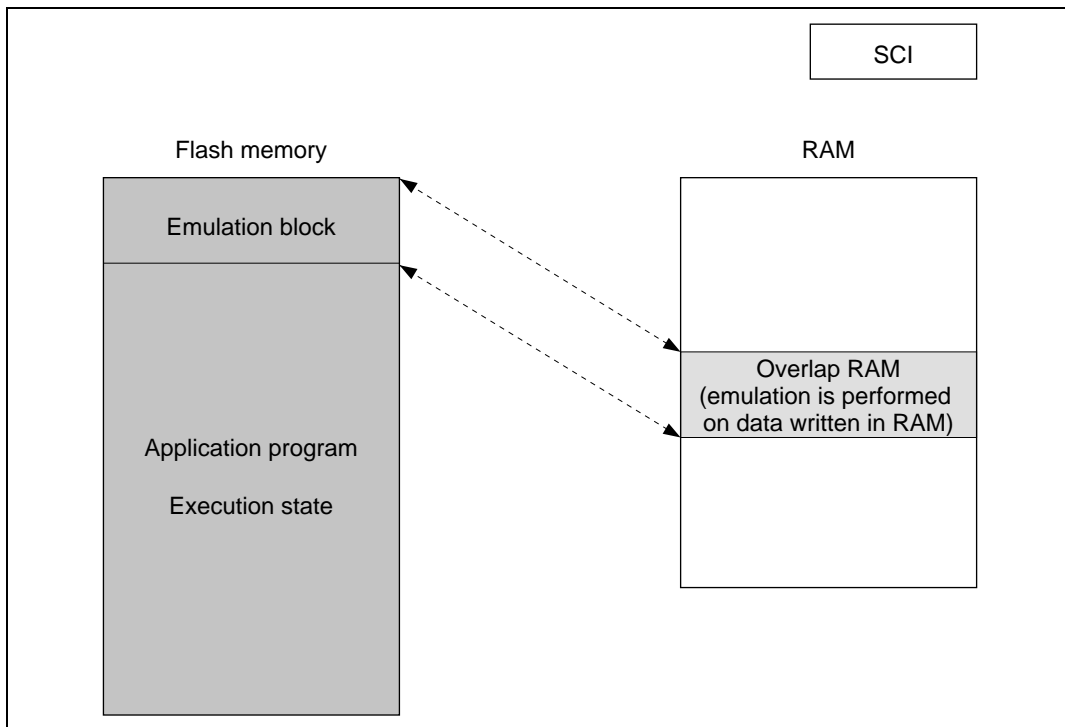 SCI
Flash memory
RAM
Emulation block
Overlap RAM
(emulation is performed
on data written in RAM)
Application program
Execution state